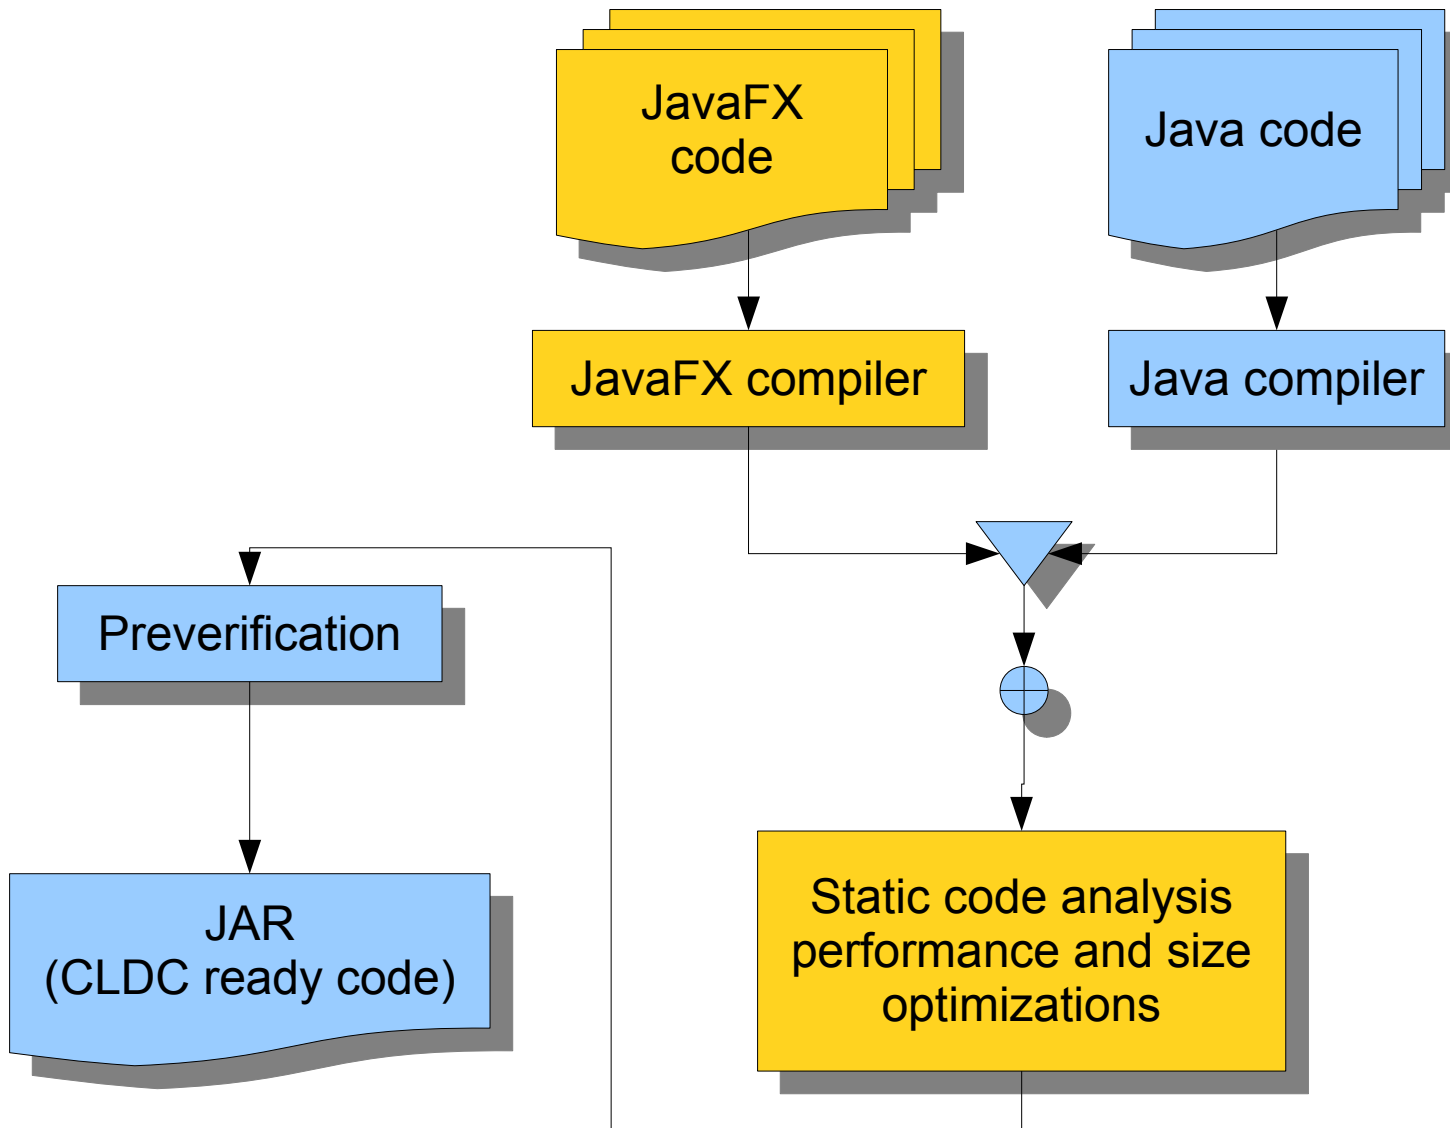 JavaFX
code
Java code
JavaFX compiler
Java compiler
Preverification
Static code analysis
performance and size
optimizations
JAR
(CLDC ready code)